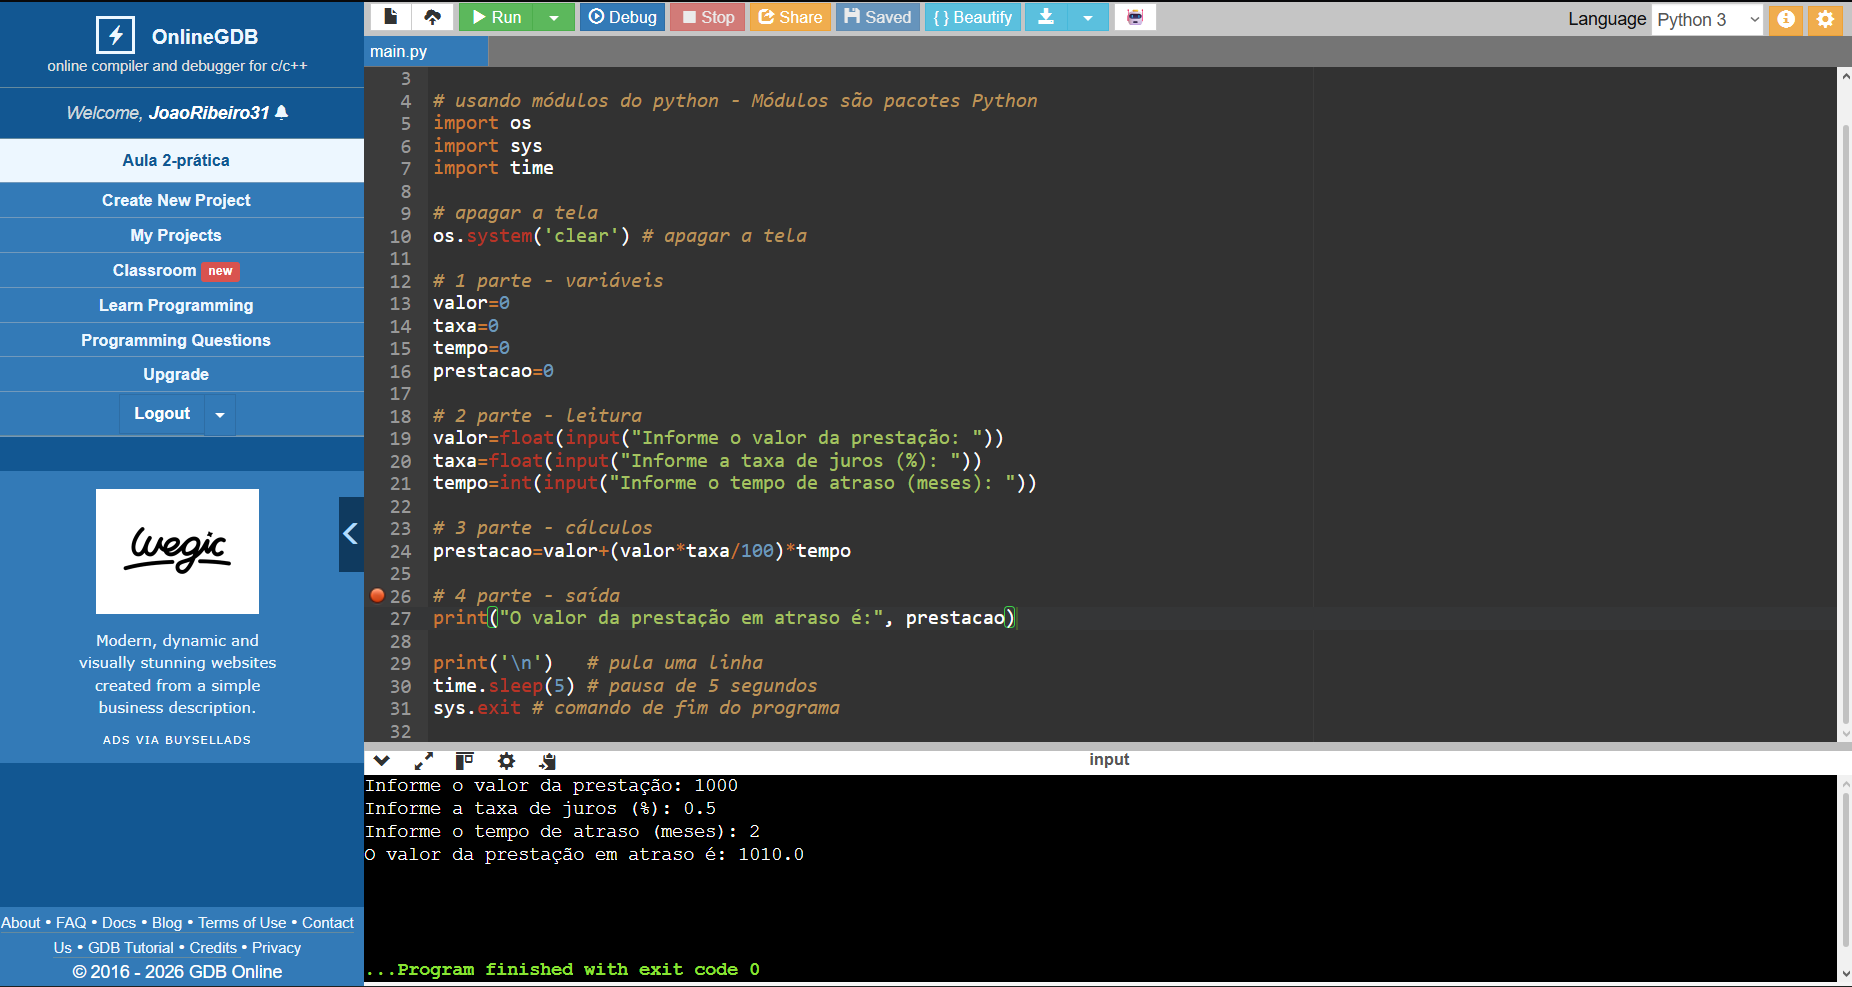 OnlineGDB
online compiler and debugger for c/c++
Welcome, JoaoRibeiro31
Aula 2-prática
Create New Project
My Projects
Classroom new
Learn Programming
Programming Questions
Upgrade
Logout
wegic
Modern, dynamic and
visually stunning websites
created from a simple
business description.
ADS VIA BUYSELLADS
About • FAQ • Docs • Blog • Terms of Use • Contact
Us • GDB Tutorial • Credits • Privacy
© 2016 - 2026 GDB Online
Run Debug Stop Share Saved { } Beautify Language Python 3
main.py
3
4 # usando módulos do python - Módulos são pacotes Python
5 import os
6 import sys
7 import time
8
9 # apagar a tela
10 os.system('clear') # apagar a tela
11
12 # 1 parte - variáveis
13 valor=0
14 taxa=0
15 tempo=0
16 prestacao=0
17
18 # 2 parte - leitura
19 valor=float(input("Informe o valor da prestação: "))
20 taxa=float(input("Informe a taxa de juros (%): "))
21 tempo=int(input("Informe o tempo de atraso (meses): "))
22
23 # 3 parte - cálculos
24 prestacao=valor+(valor*taxa/100)*tempo
25
26 # 4 parte - saída
27 print("O valor da prestação em atraso é:", prestacao)
28
29 print('\n')   # pula uma linha
30 time.sleep(5) # pausa de 5 segundos
31 sys.exit # comando de fim do programa
32
input
Informe o valor da prestação: 1000
Informe a taxa de juros (%): 0.5
Informe o tempo de atraso (meses): 2
O valor da prestação em atraso é: 1010.0
...Program finished with exit code 0